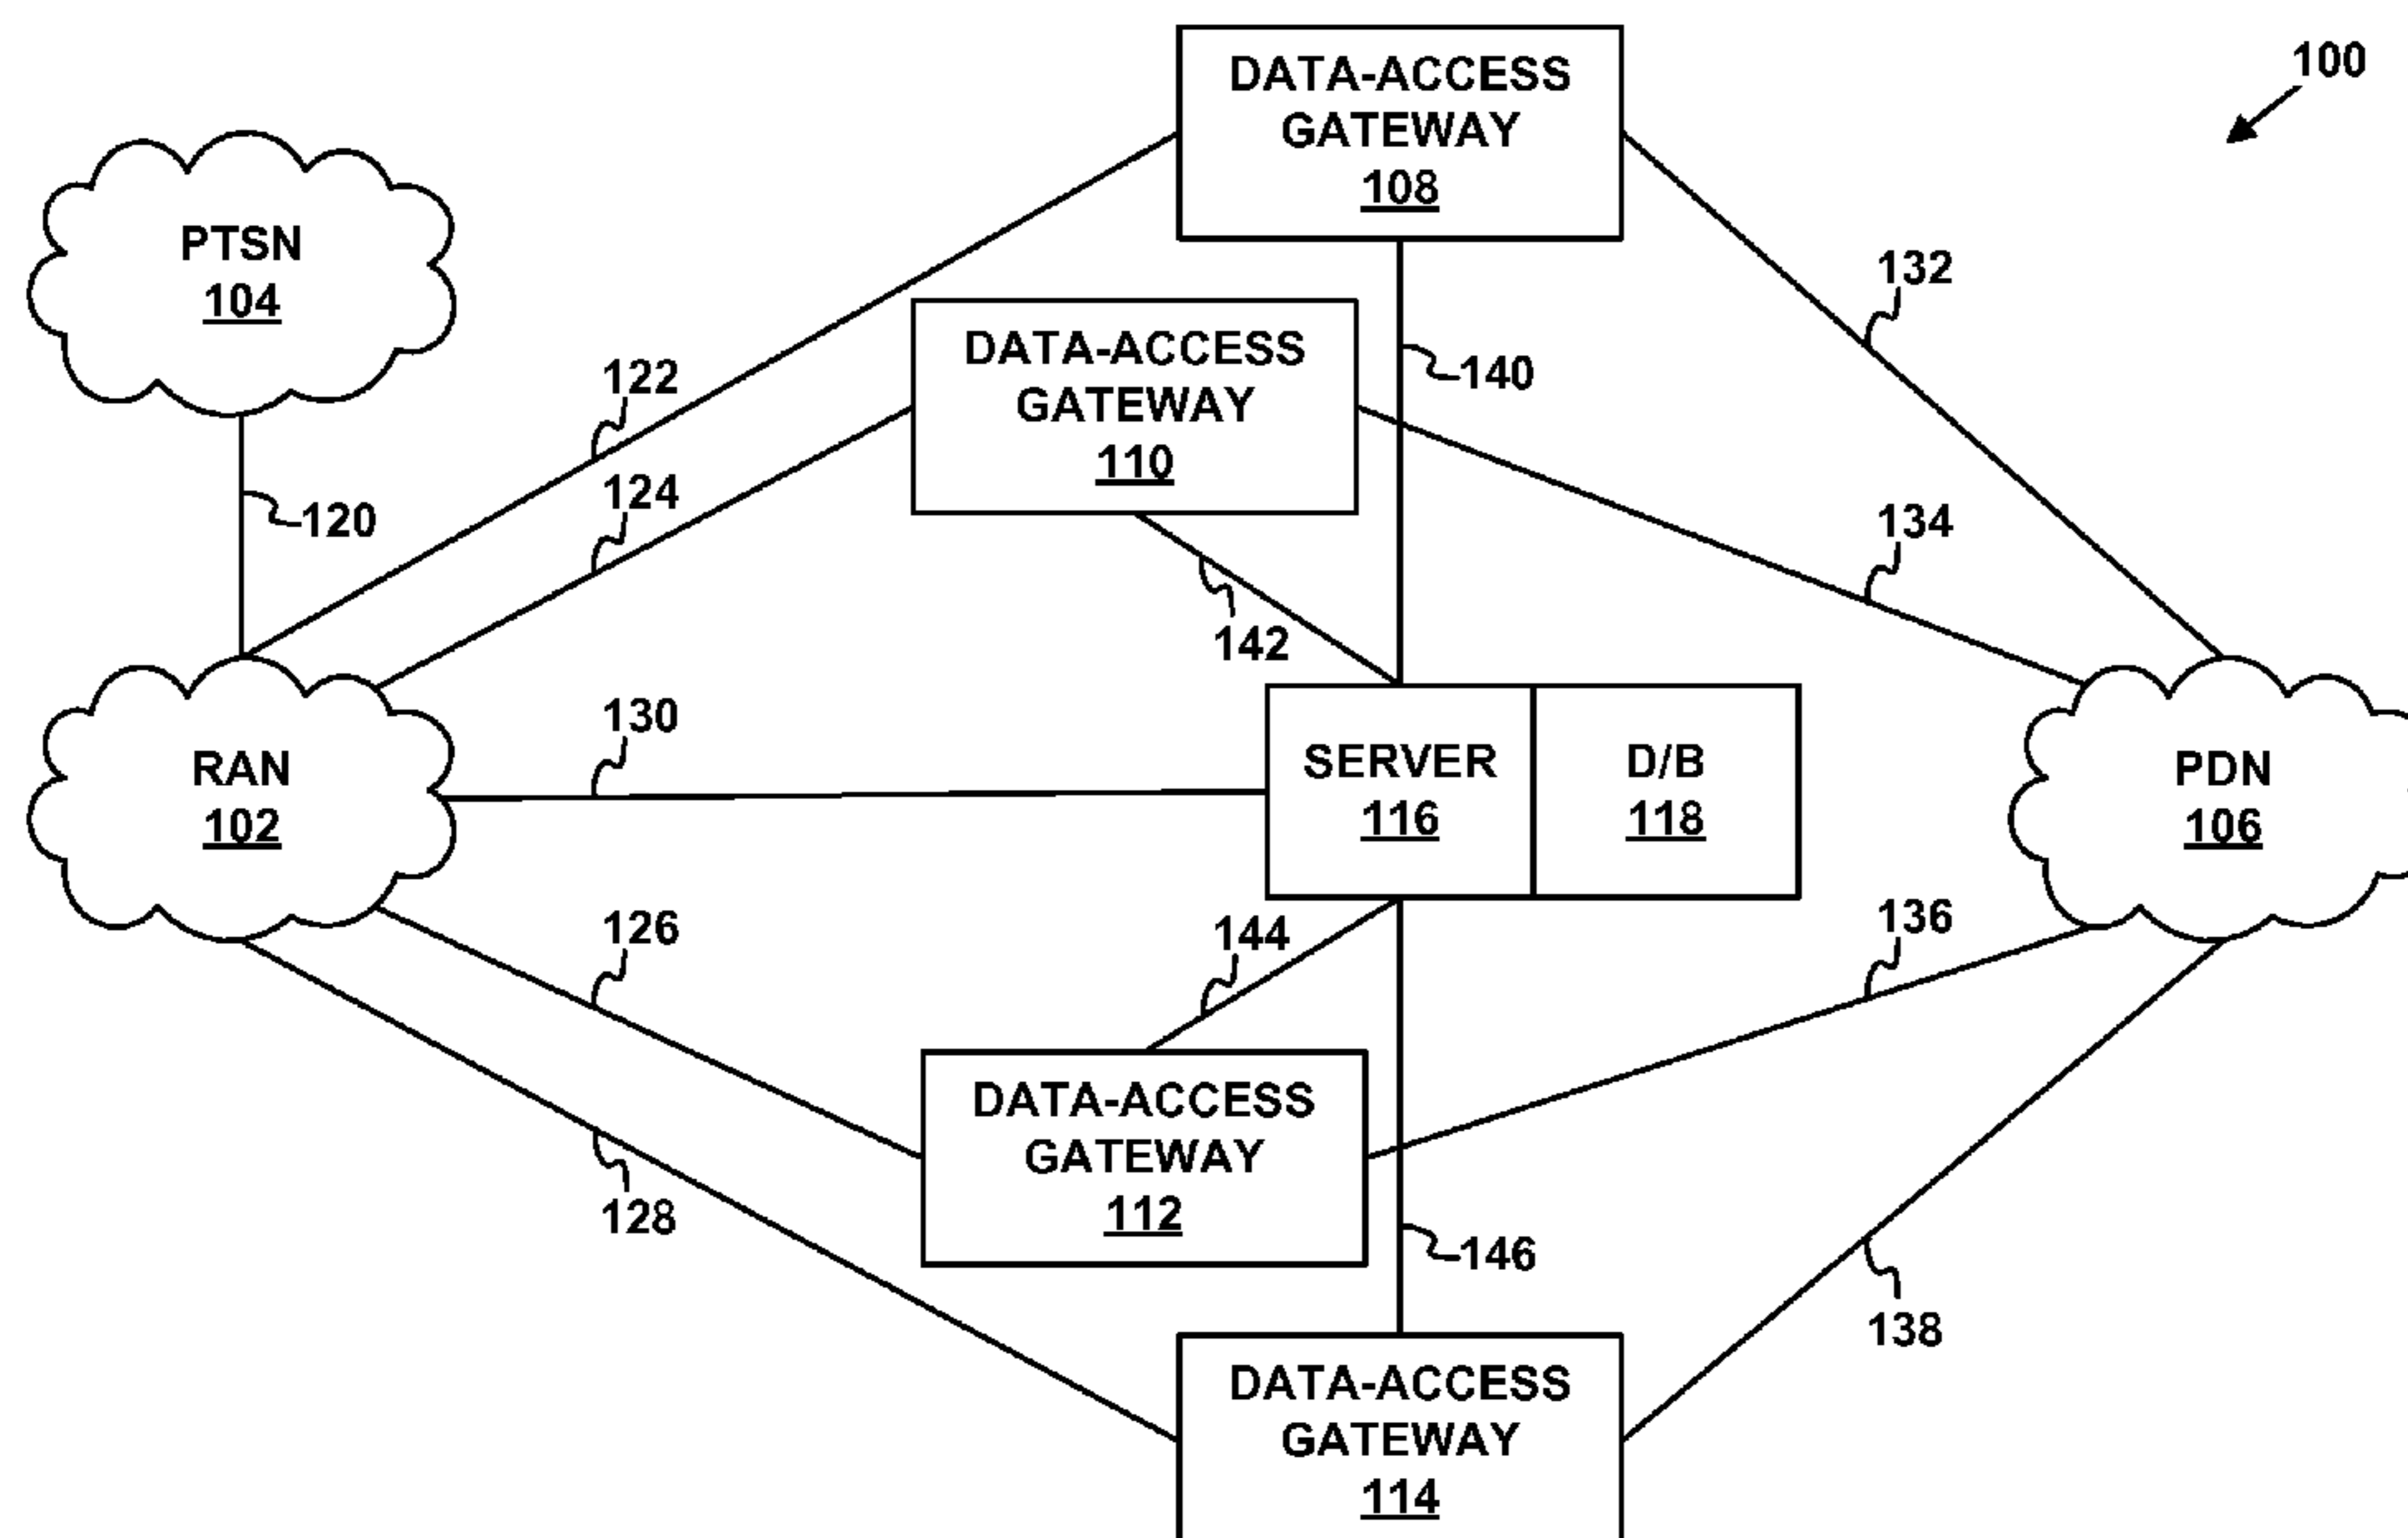 100
DATA-ACCESS
GATEWAY
108
PTSN
104
132
DATA-ACCESS
GATEWAY
110
140
122
124
120
134
142
130
RAN
102
SERVER
116
D/B
118
PDN
106
126
144
136
DATA-ACCESS
GATEWAY
112
128
146
138
DATA-ACCESS
GATEWAY
114